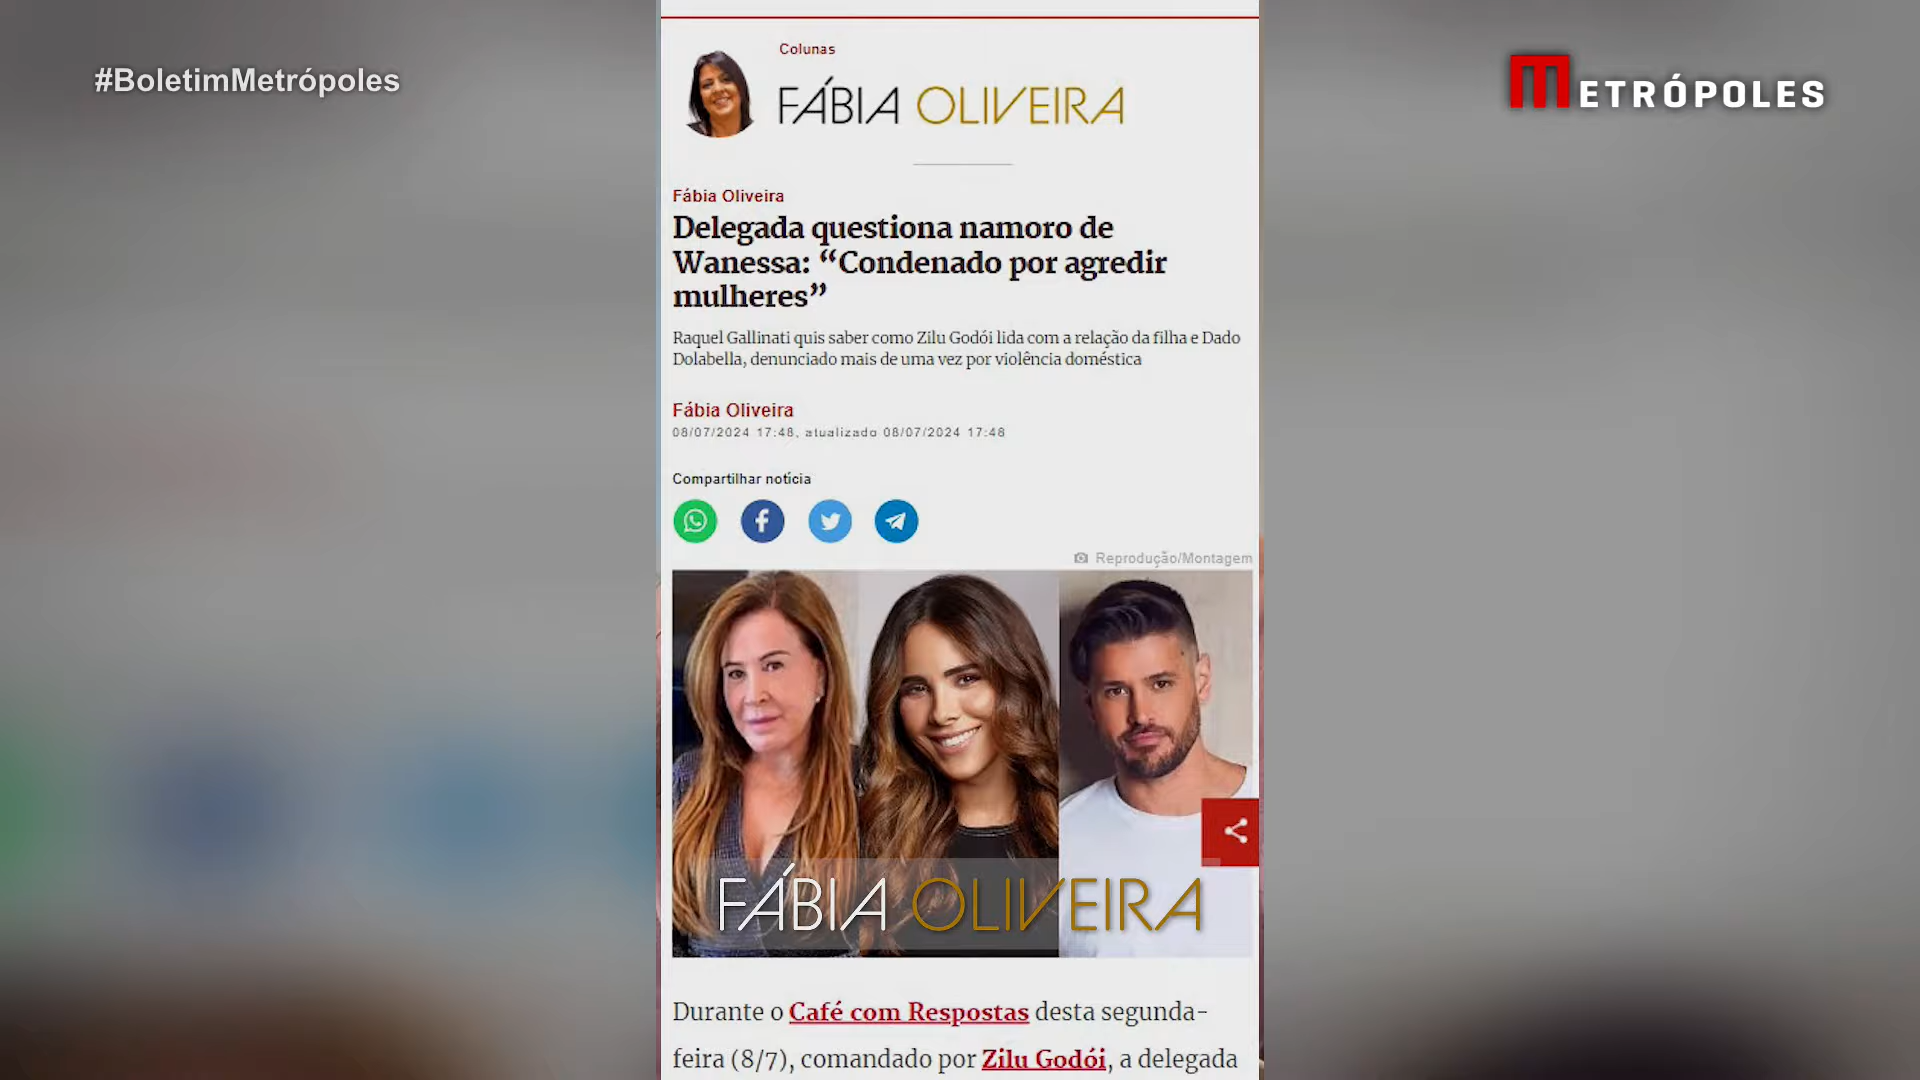 #BoletimMetrópoles
METRÓPOLES
Colunas
FÁBIA OLIVEIRA
Fábia Oliveira
Delegada questiona namoro de
Wanessa: “Condenado por agredir
mulheres”
Raquel Gallinati quis saber como Zilu Godói lida com a relação da filha e Dado
Dolabella, denunciado mais de uma vez por violência doméstica
Fábia Oliveira
08/07/2024 17:48, atualizado 08/07/2024 17:48
Compartilhar notícia
Reprodução/Montagem
FÁBIA OLIVEIRA
Durante o Café com Respostas desta segunda-
feira (8/7), comandado por Zilu Godói, a delegada